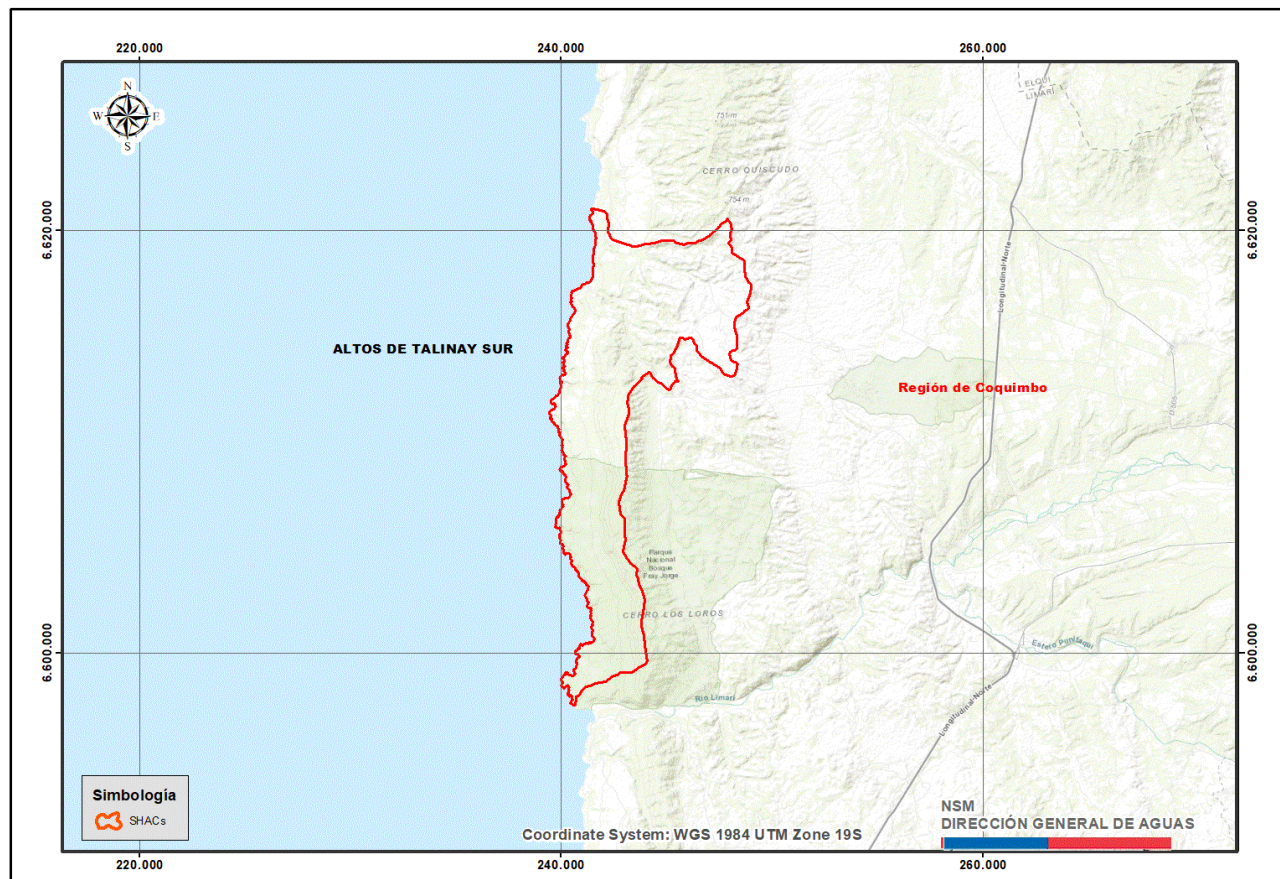 220.000
240.000
260.000
N
W
E
S
ELQUI
LIMARÍ
751 m
CERRO QUISCUDO
754 m
6.620.000
6.620.000
Longitudinal Norte
ALTOS DE TALINAY SUR
Región de Coquimbo
D 505
Parque
Nacional
Bosque
Fray Jorge
CERRO LOS LOROS
Estero Punitaqui
6.600.000
6.600.000
Río Limarí
Longitudinal Norte
Simbología
SHACs
NSM
DIRECCIÓN GENERAL DE AGUAS
Coordinate System: WGS 1984 UTM Zone 19S
220.000
240.000
260.000